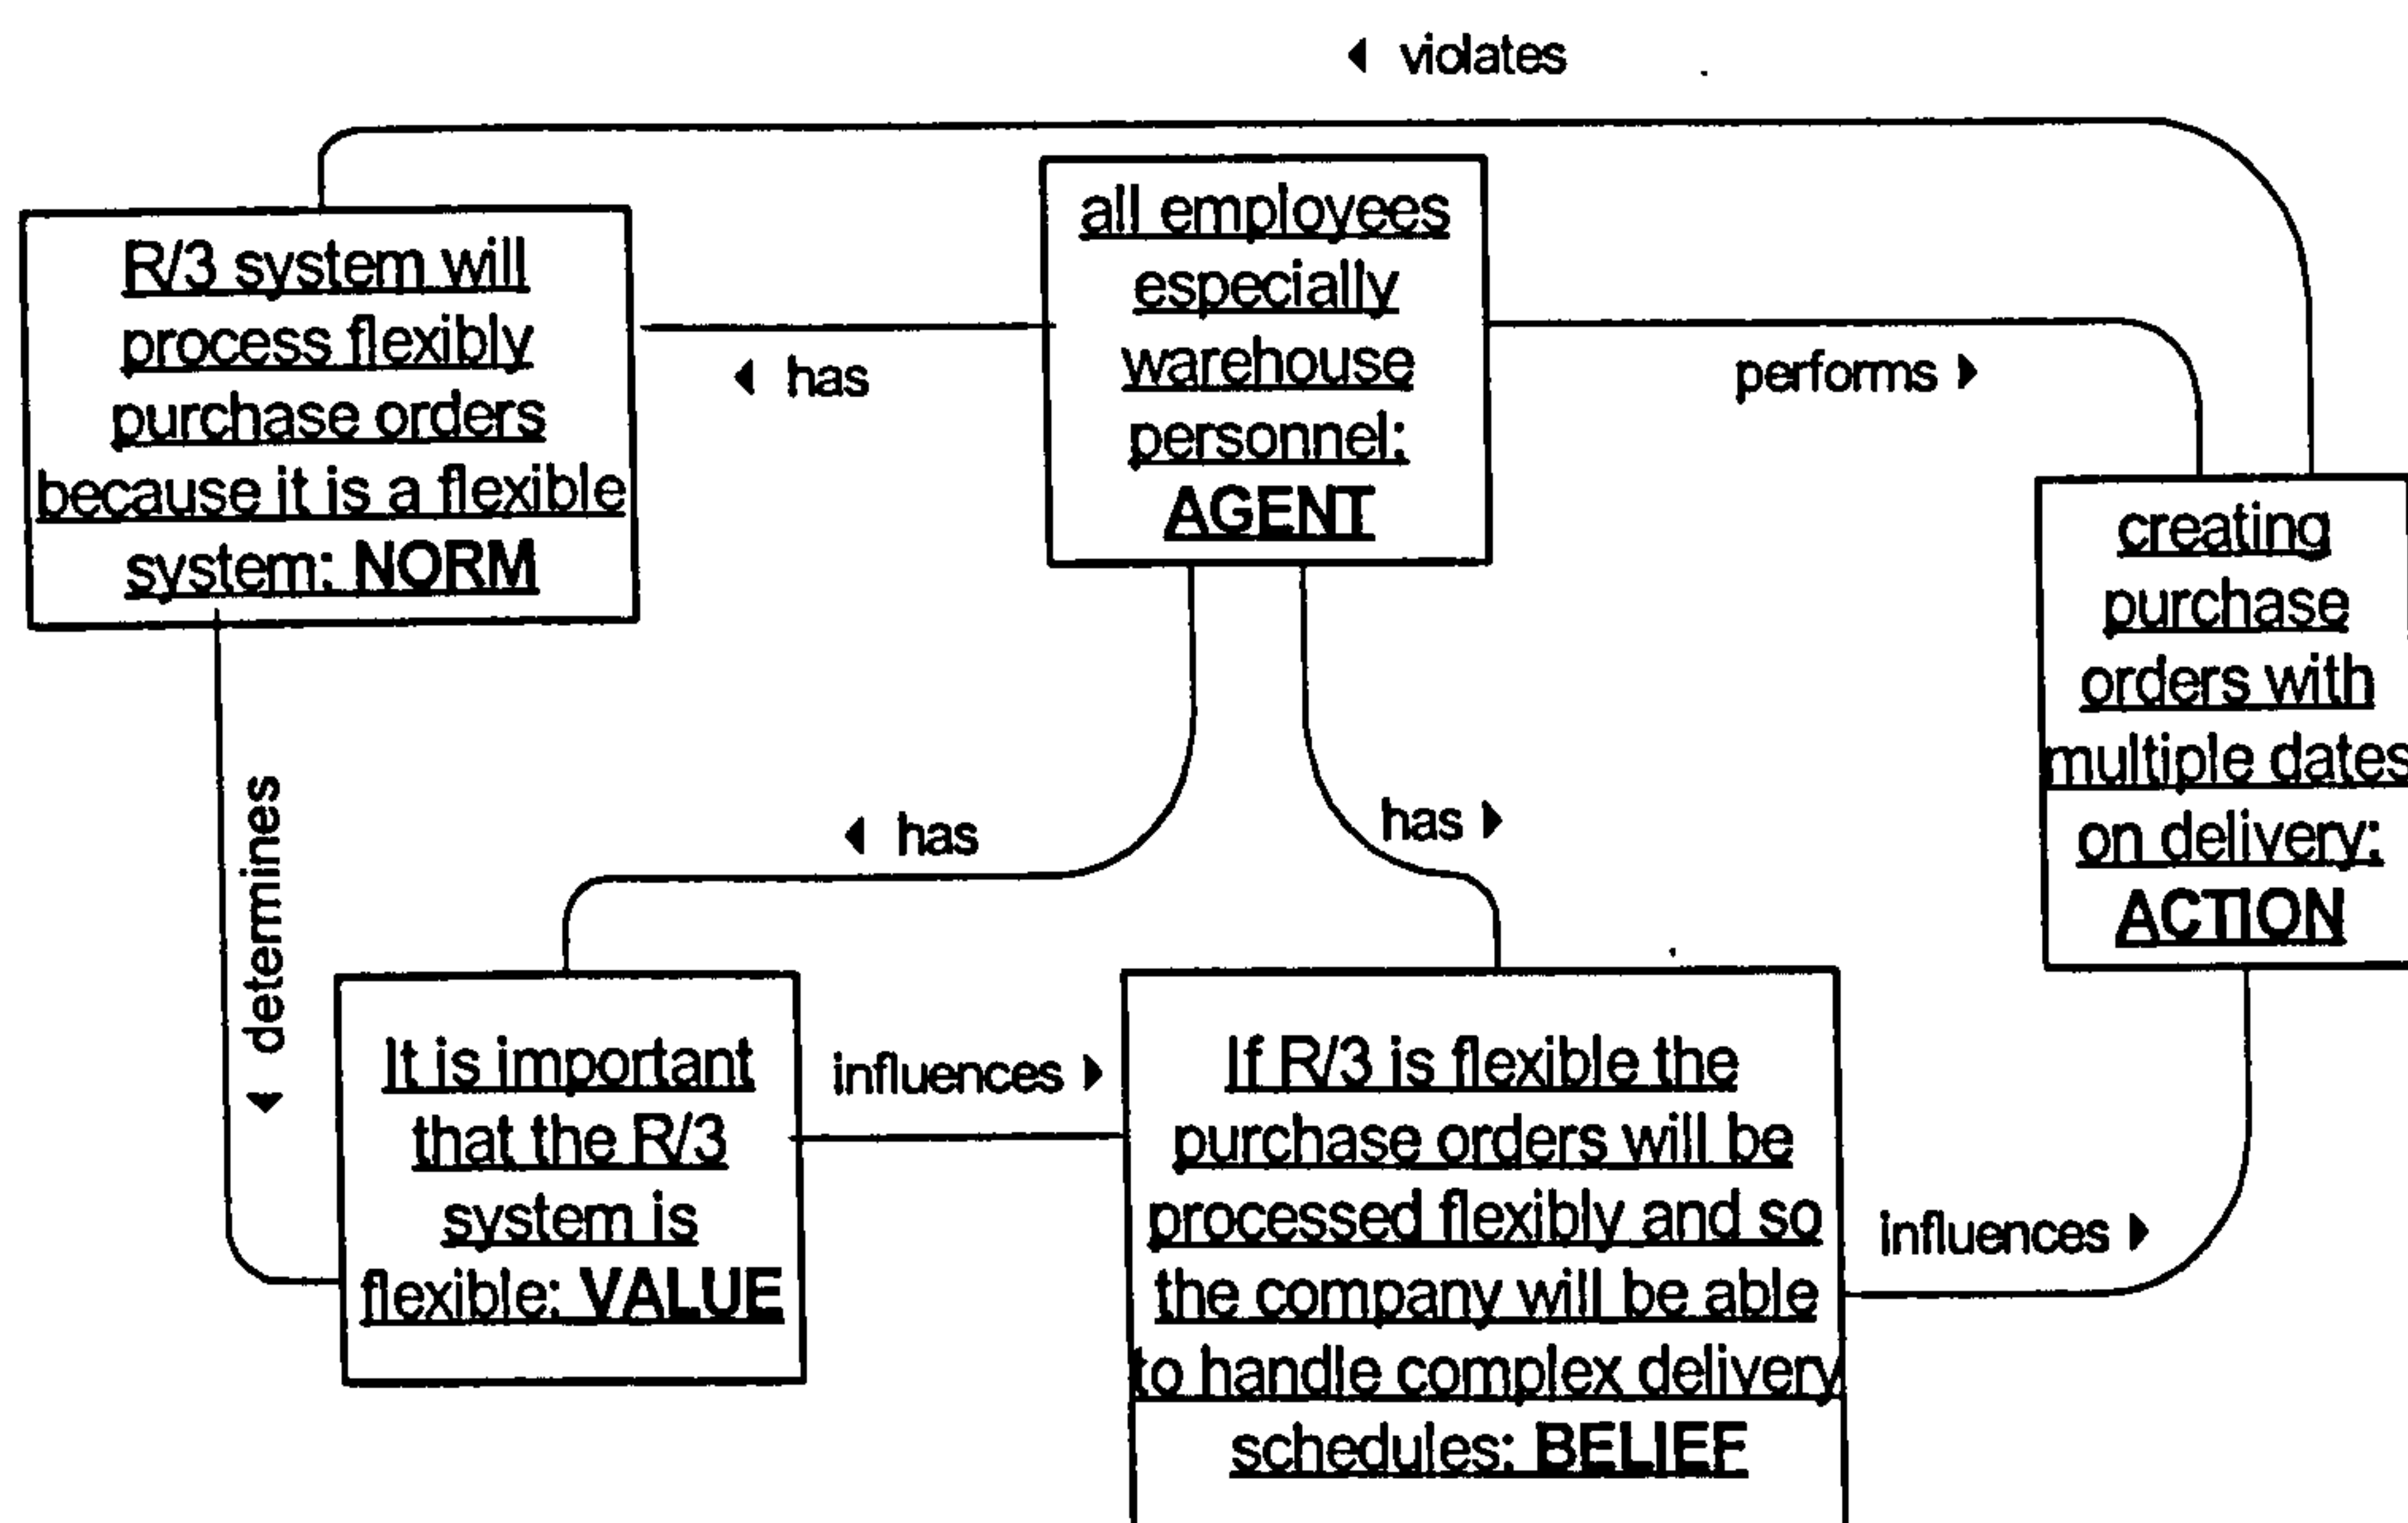 violates
R/3 system will
process flexibly
purchase orders
because it is a flexible
system: NORM
has
all employees
especially
warehouse
personnel:
AGENT
performs
creating
purchase
orders with
multiple dates
on delivery:
ACTION
determines
has
has
It is important
that the R/3
system is
flexible: VALUE
influences
If R/3 is flexible the
purchase orders will be
processed flexibly and so
the company will be able
to handle complex delivery
schedules: BELIEF
influences